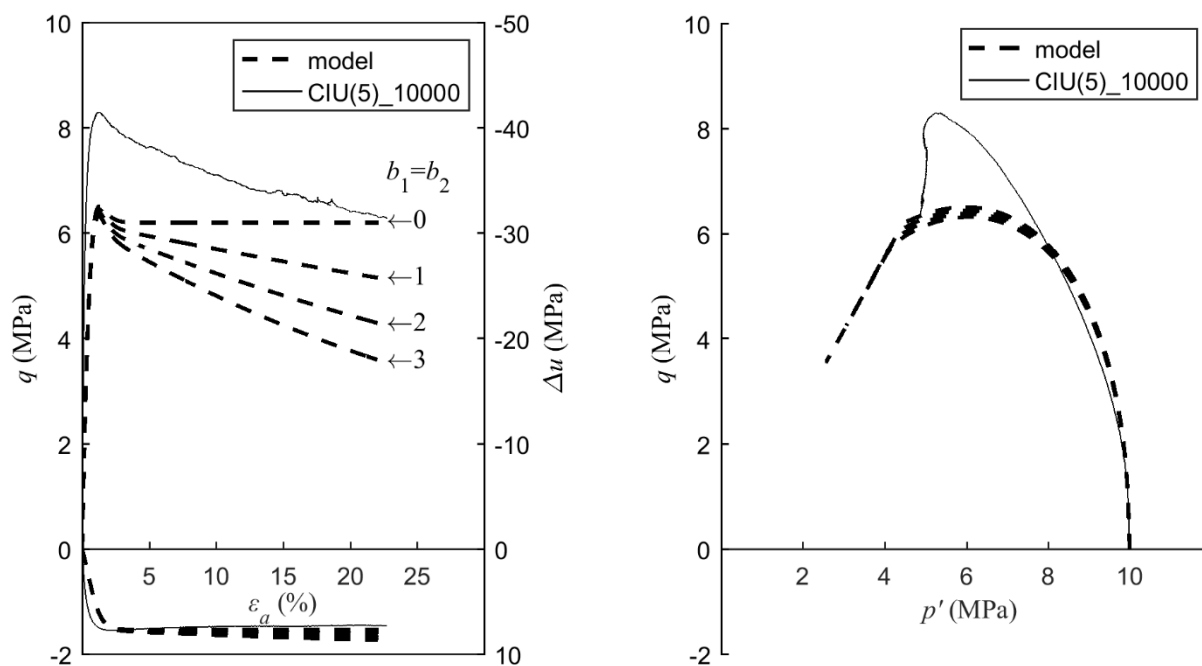 10
8
6
4
2
0
-2
q (MPa)
model
CIU(5)_10000
b1=b2
←0
←1
←2
←3
5 10 15 20 25
εa (%)
-50
-40
-30
-20
-10
0
10
Δu (MPa)
10
8
6
4
2
0
-2
q (MPa)
model
CIU(5)_10000
2 4 6 8 10
p′ (MPa)